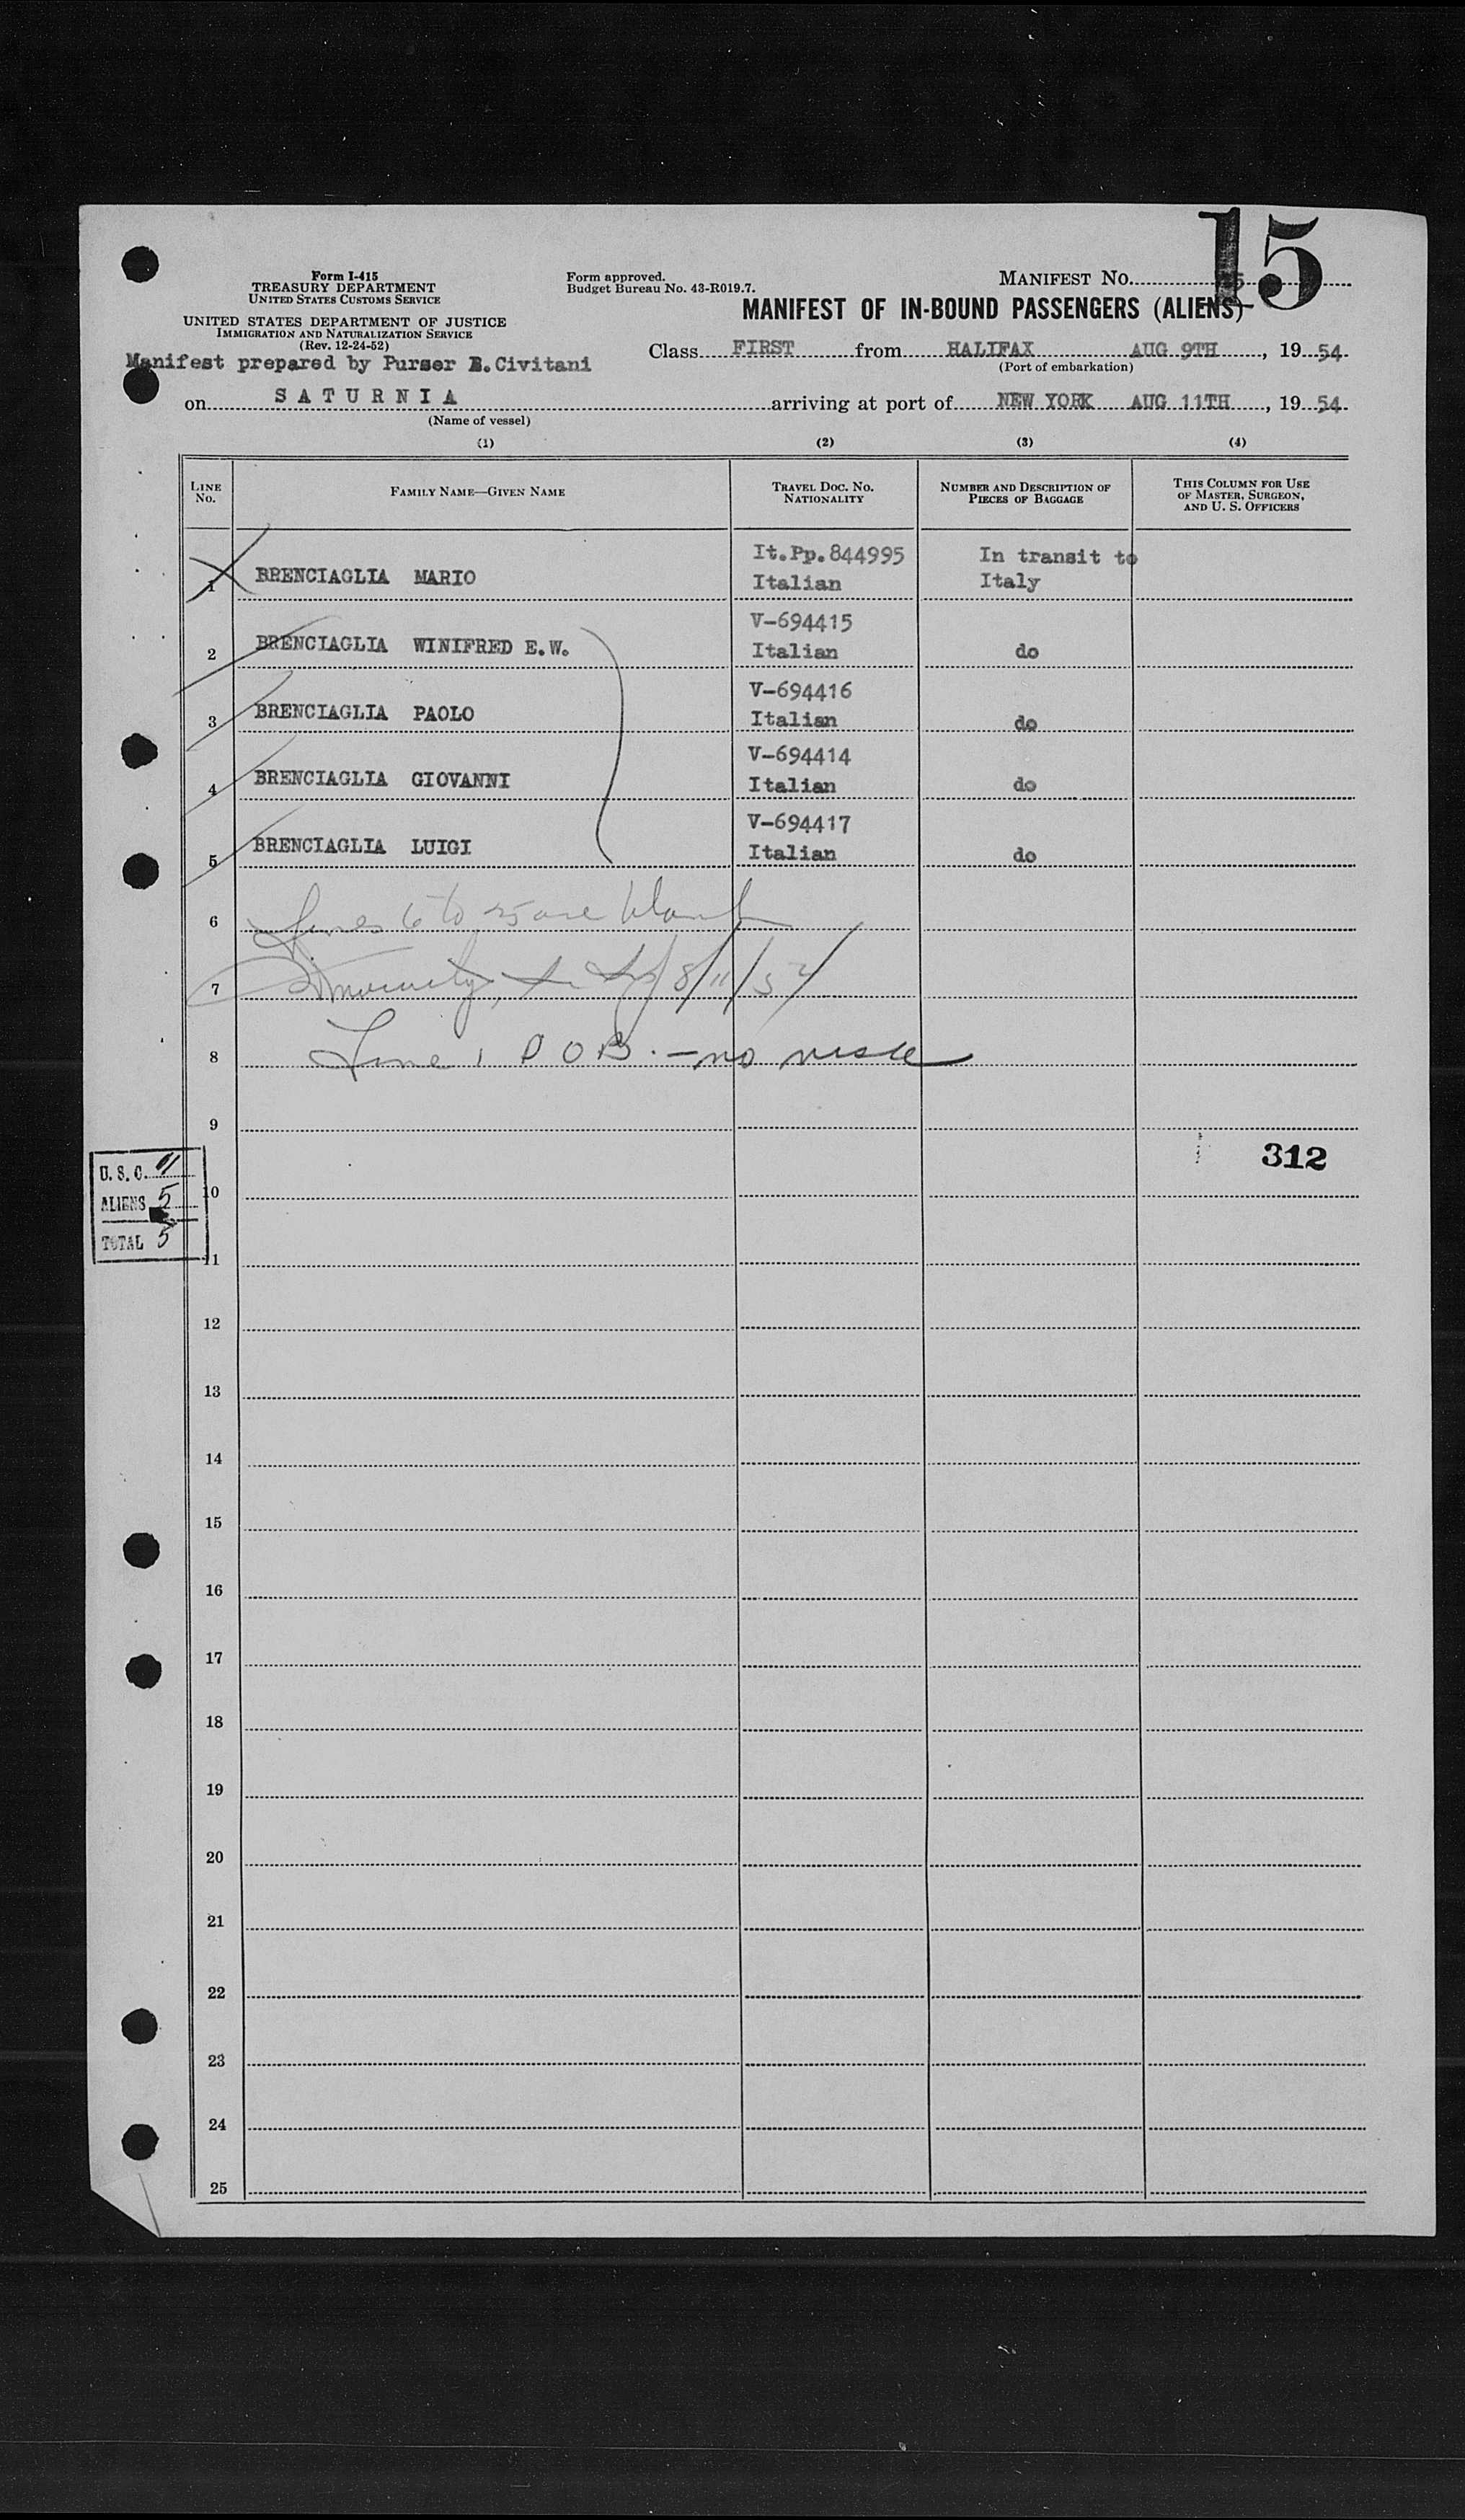 15
Form I-415
TREASURY DEPARTMENT
UNITED STATES CUSTOMS SERVICE
UNITED STATES DEPARTMENT OF JUSTICE
IMMIGRATION AND NATURALIZATION SERVICE
(Rev. 12-24-52)
Form approved.
Budget Bureau No. 43-R019.7.
MANIFEST NO.
MANIFEST OF IN-BOUND PASSENGERS (ALIENS)
Manifest prepared by Purser B. Civitani
Class FIRST from HALIFAX AUG 9TH, 1954
(Port of embarkation)
on SATURNIA arriving at port of NEW YORK AUG 11TH, 1954
(Name of vessel)
(1) (2) (3) (4)
LINE NO. FAMILY NAME—GIVEN NAME TRAVEL DOC. NO. NATIONALITY NUMBER AND DESCRIPTION OF PIECES OF BAGGAGE THIS COLUMN FOR USE OF MASTER, SURGEON, AND U. S. OFFICERS
1 BRENCIAGLIA MARIO It.Pp.844995 Italian In transit to Italy
2 BRENCIAGLIA WINIFRED E.W. V-694415 Italian do
3 BRENCIAGLIA PAOLO V-694416 Italian do
4 BRENCIAGLIA GIOVANNI V-694414 Italian do
5 BRENCIAGLIA LUIGI V-694417 Italian do
6 Lines 6 to 25 are blank
7 8/11/54
8 Line 1 P O B. - no visa
9
312
U. S. C.
ALIENS 5
TOTAL 5
10
11
12
13
14
15
16
17
18
19
20
21
22
23
24
25